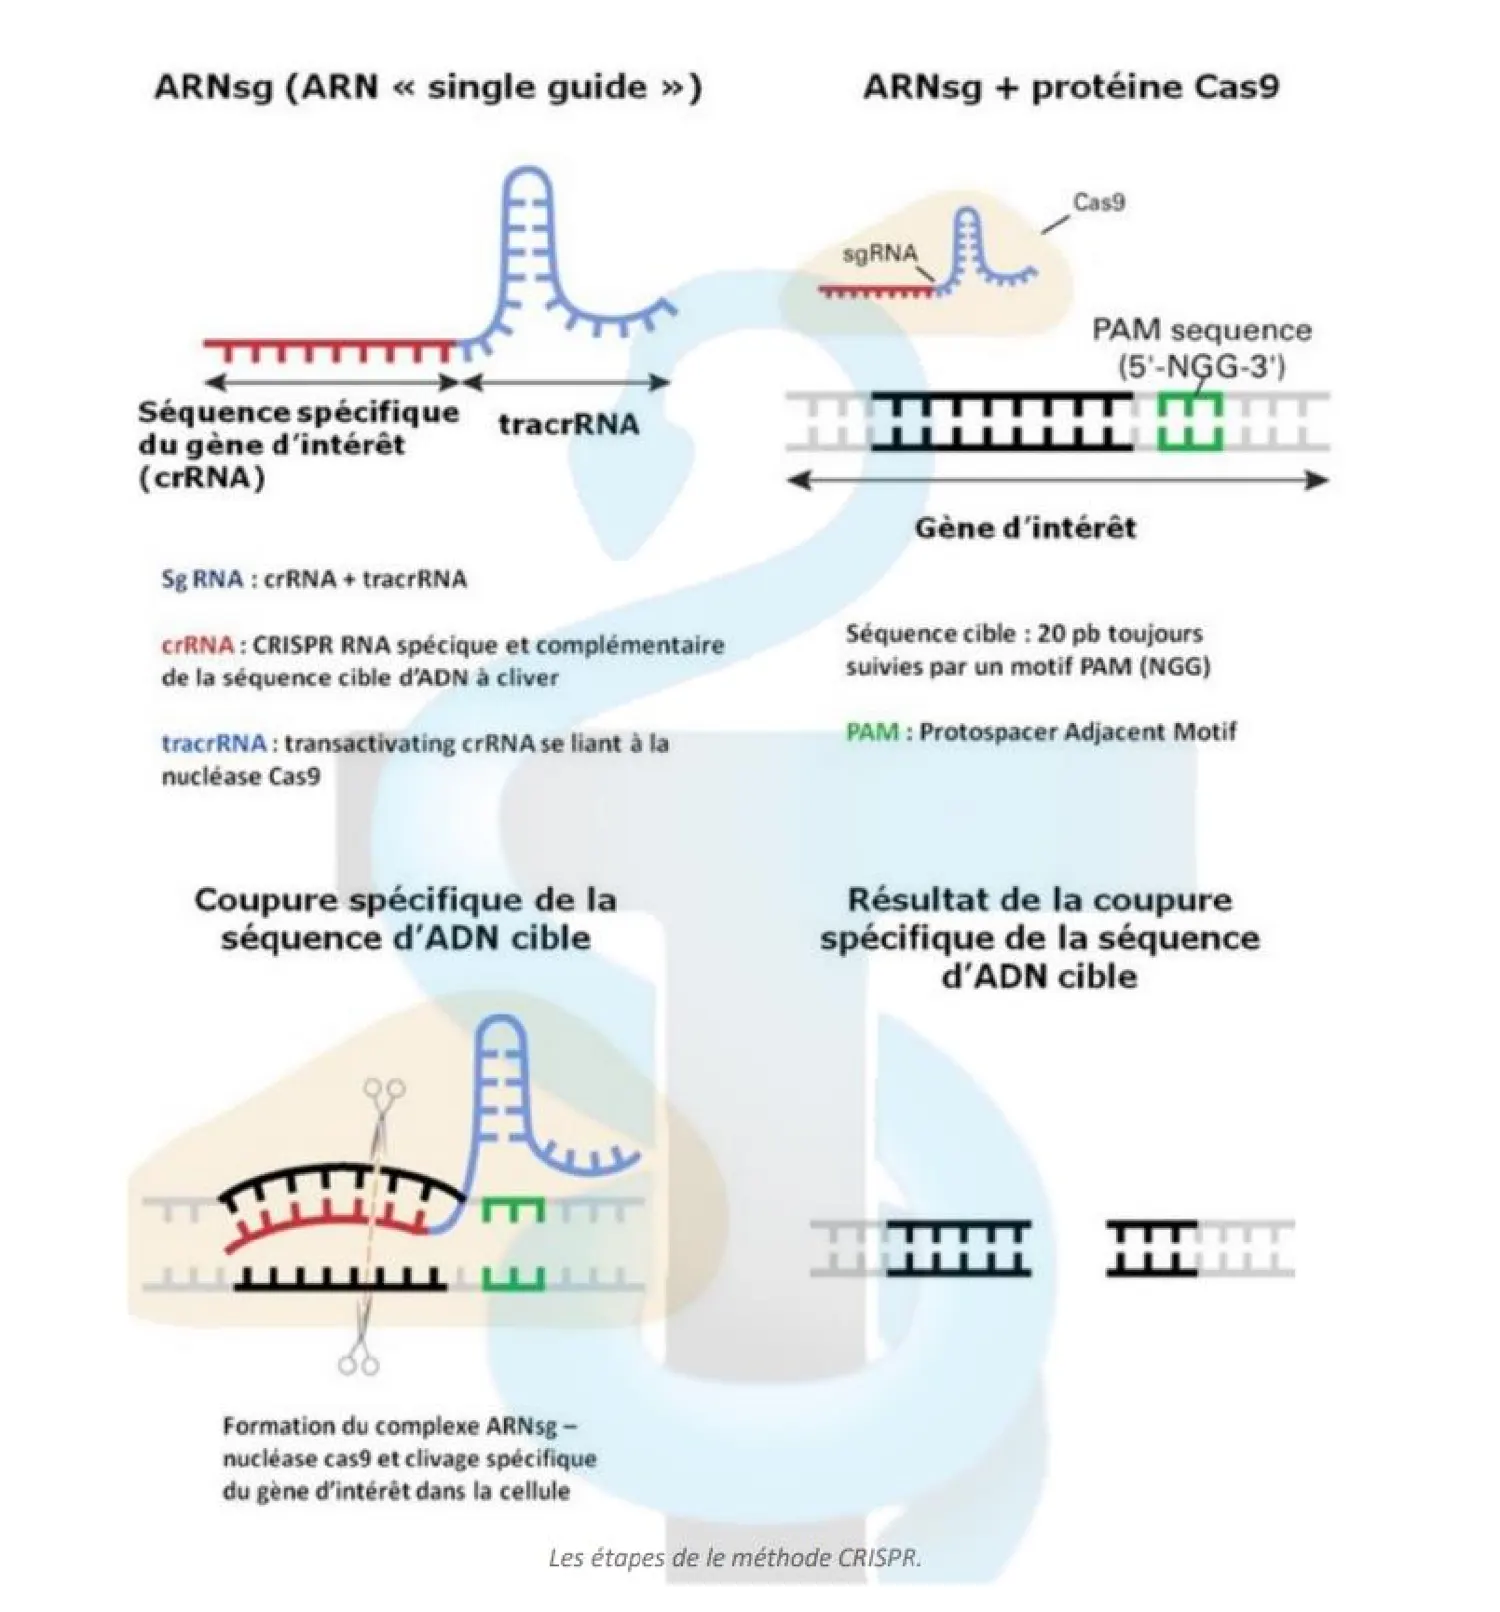 ARNsg (ARN « single guide »)
Séquence spécifique
du gène d'intérêt
(crRNA)
tracrRNA
Sg RNA : crRNA + tracrRNA
crRNA : CRISPR RNA spécique et complémentaire
de la séquence cible d'ADN à cliver
tracrRNA : transactivating crRNA se liant à la
nucléase Cas9
ARNsg + protéine Cas9
Cas9
sgRNA
PAM sequence
(5'-NGG-3')
Gène d'intérêt
Séquence cible : 20 pb toujours
suivies par un motif PAM (NGG)
PAM : Protospacer Adjacent Motif
Coupure spécifique de la
séquence d'ADN cible
Formation du complexe ARNsg –
nucléase cas9 et clivage spécifique
du gène d'intérêt dans la cellule
Résultat de la coupure
spécifique de la séquence
d'ADN cible
Les étapes de le méthode CRISPR.